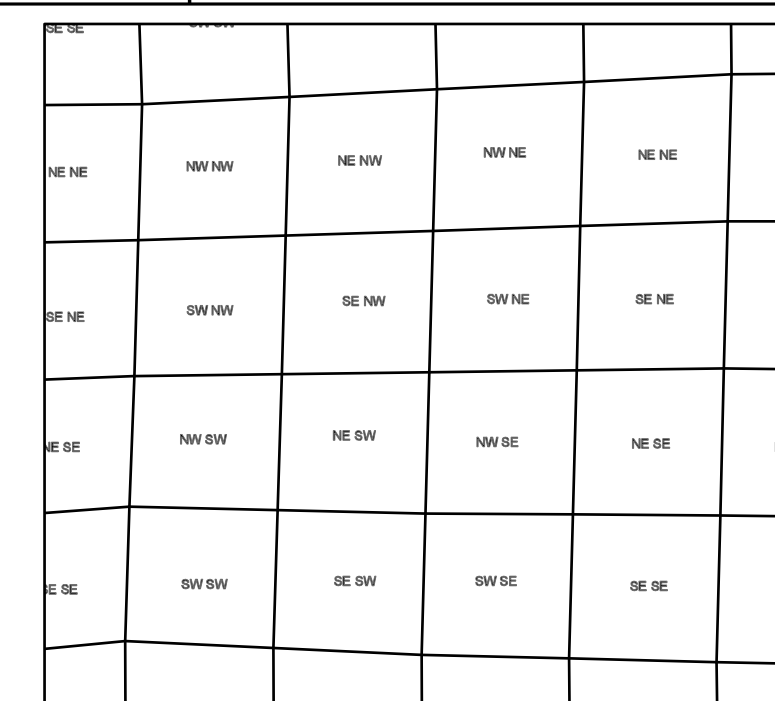 SE SE
NE NE NW NW NE NW NW NE NE NE
SE NE SW NW SE NW SW NE SE NE
NE SE NW SW NE SW NW SE NE SE
SE SE SW SW SE SW SW SE SE SE